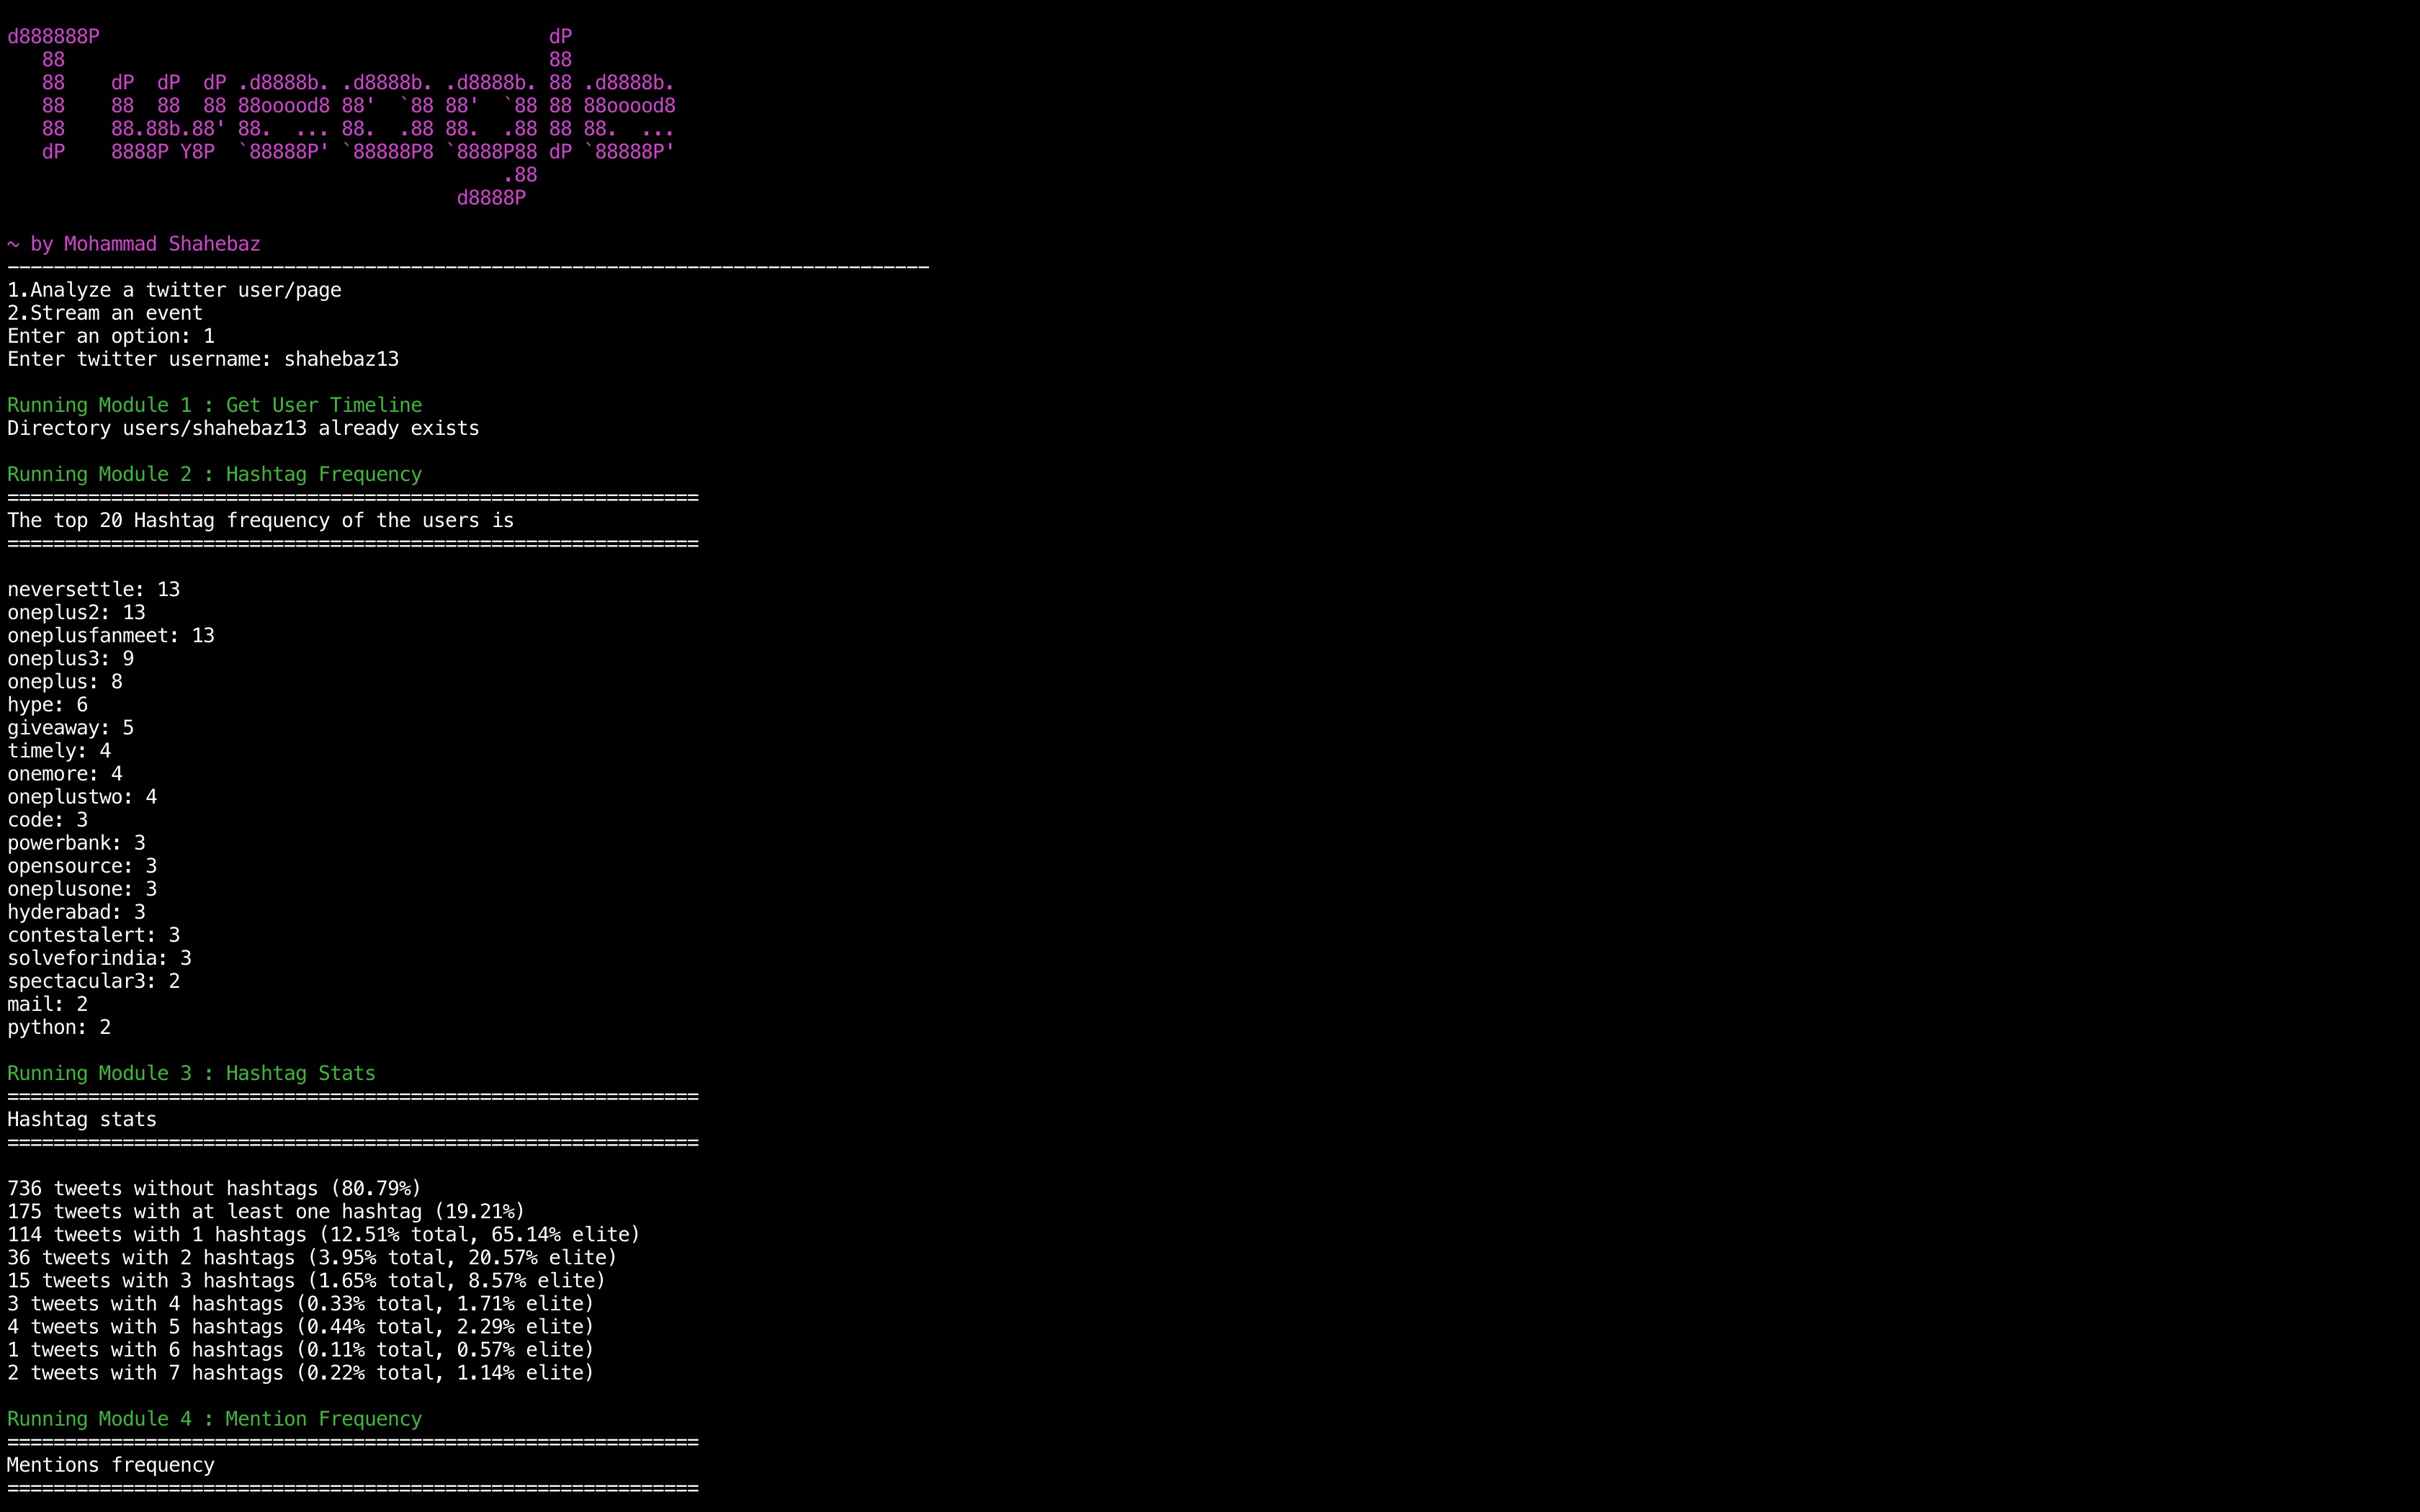 d888888P                                       dP
   88                                          88
   88    dP  dP  dP .d8888b. .d8888b. .d8888b. 88 .d8888b.
   88    88  88  88 88ooood8 88'  `88 88'  `88 88 88ooood8
   88    88.88b.88' 88.  ... 88.  .88 88.  .88 88 88.  ...
   dP    8888P Y8P  `88888P' `88888P8 `8888P88 dP `88888P'
                                           .88
                                       d8888P
~ by Mohammad Shahebaz
--------------------------------------------------------------------------------
1.Analyze a twitter user/page
2.Stream an event
Enter an option: 1
Enter twitter username: shahebaz13
Running Module 1 : Get User Timeline
Directory users/shahebaz13 already exists
Running Module 2 : Hashtag Frequency
============================================================
The top 20 Hashtag frequency of the users is
============================================================
neversettle: 13
oneplus2: 13
oneplusfanmeet: 13
oneplus3: 9
oneplus: 8
hype: 6
giveaway: 5
timely: 4
onemore: 4
oneplustwo: 4
code: 3
powerbank: 3
opensource: 3
oneplusone: 3
hyderabad: 3
contestalert: 3
solveforindia: 3
spectacular3: 2
mail: 2
python: 2
Running Module 3 : Hashtag Stats
============================================================
Hashtag stats
============================================================
736 tweets without hashtags (80.79%)
175 tweets with at least one hashtag (19.21%)
114 tweets with 1 hashtags (12.51% total, 65.14% elite)
36 tweets with 2 hashtags (3.95% total, 20.57% elite)
15 tweets with 3 hashtags (1.65% total, 8.57% elite)
3 tweets with 4 hashtags (0.33% total, 1.71% elite)
4 tweets with 5 hashtags (0.44% total, 2.29% elite)
1 tweets with 6 hashtags (0.11% total, 0.57% elite)
2 tweets with 7 hashtags (0.22% total, 1.14% elite)
Running Module 4 : Mention Frequency
============================================================
Mentions frequency
============================================================